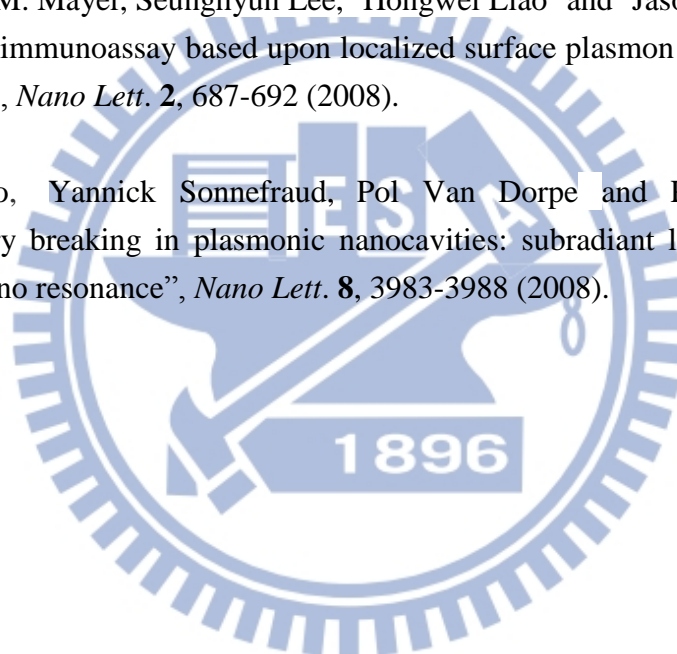 M. Mayer, Seunghyun Lee, Hongwei Liao and Jaso
immunoassay based upon localized surface plasmon
, Nano Lett. 2, 687-692 (2008).
o, Yannick Sonnefraud, Pol Van Dorpe and
ry breaking in plasmonic nanocavities: subradiant l
no resonance”, Nano Lett. 8, 3983-3988 (2008).
E S A
1896